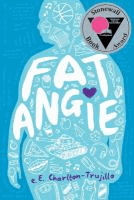 Stonewall
Book
Award
FAT
ANGIE
e.E. Charlton-Trujillo